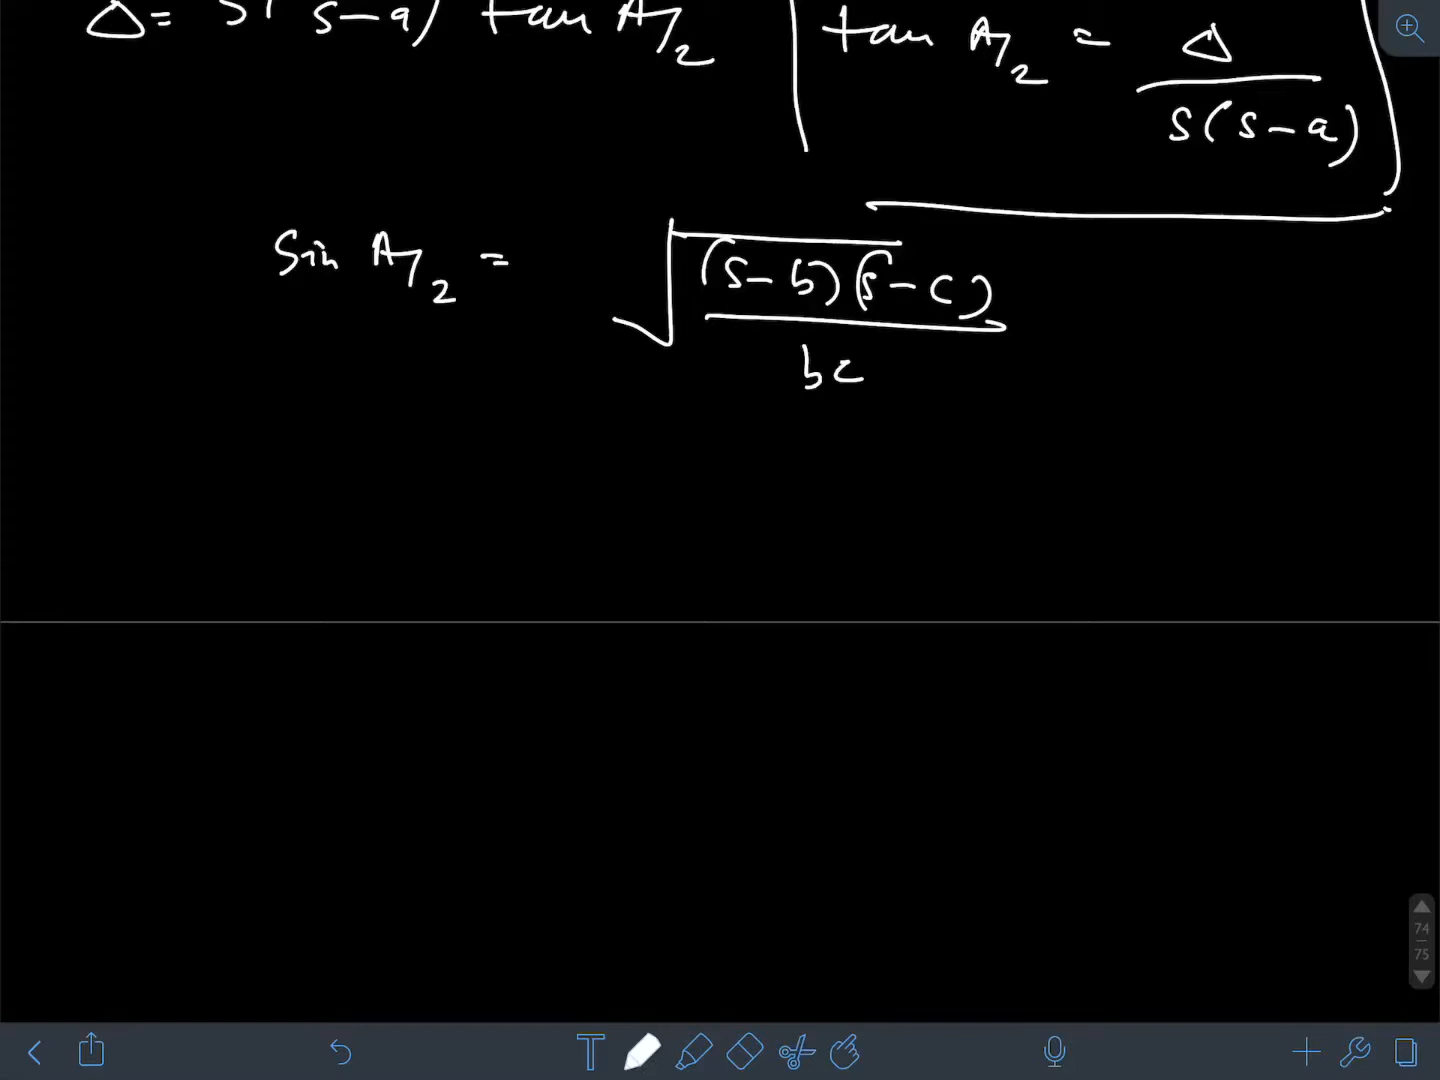 Δ = s(s-a) tan A/2
tan A/2 = Δ / s(s-a)
sin A/2 = √((s-b)(s-c) / bc)
74
75
T